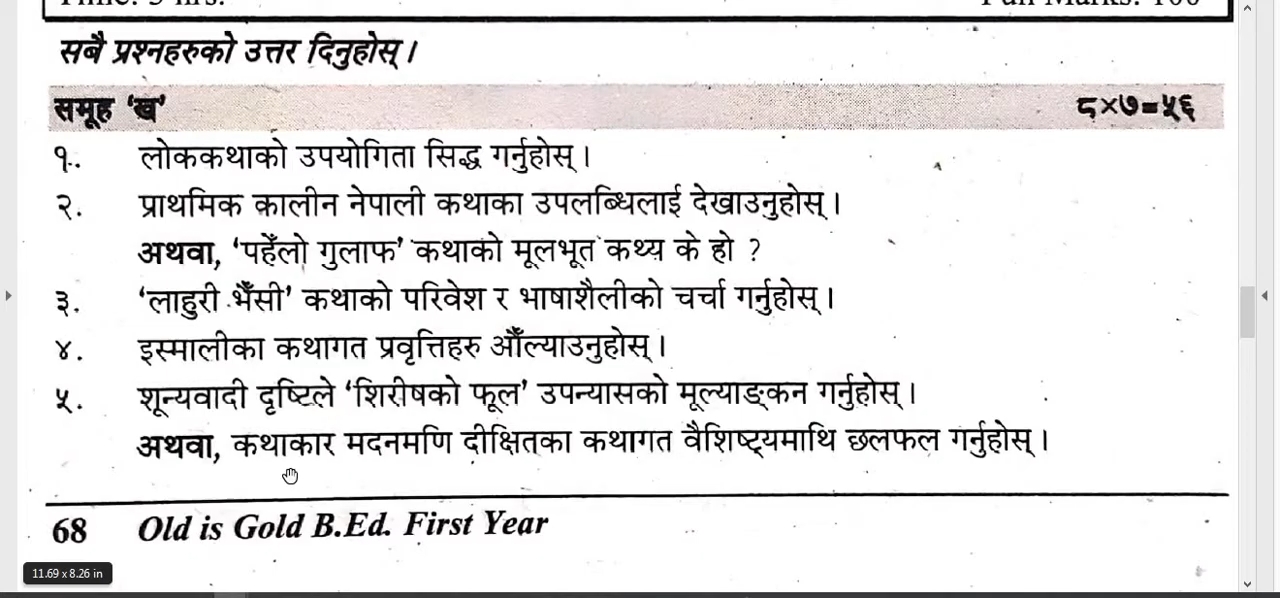 सबै प्रश्नहरुको उत्तर दिनुहोस् ।
समूह 'ख' ८×७=५६
१. लोककथाको उपयोगिता सिद्ध गर्नुहोस् ।
२. प्राथमिक कालीन नेपाली कथाका उपलब्धिलाई देखाउनुहोस् ।
अथवा, 'पहेँलो गुलाफ' कथाको मूलभूत कथ्य के हो ?
३. 'लाहुरी भैँसी' कथाको परिवेश र भाषाशैलीको चर्चा गर्नुहोस् ।
४. इस्मालीका कथागत प्रवृत्तिहरु औँल्याउनुहोस् ।
५. शून्यवादी दृष्टिले 'शिरीषको फूल' उपन्यासको मूल्याङ्कन गर्नुहोस् ।
अथवा, कथाकार मदनमणि दीक्षितका कथागत वैशिष्ट्यमाथि छलफल गर्नुहोस् ।
68 Old is Gold B.Ed. First Year
11.69 x 8.26 in